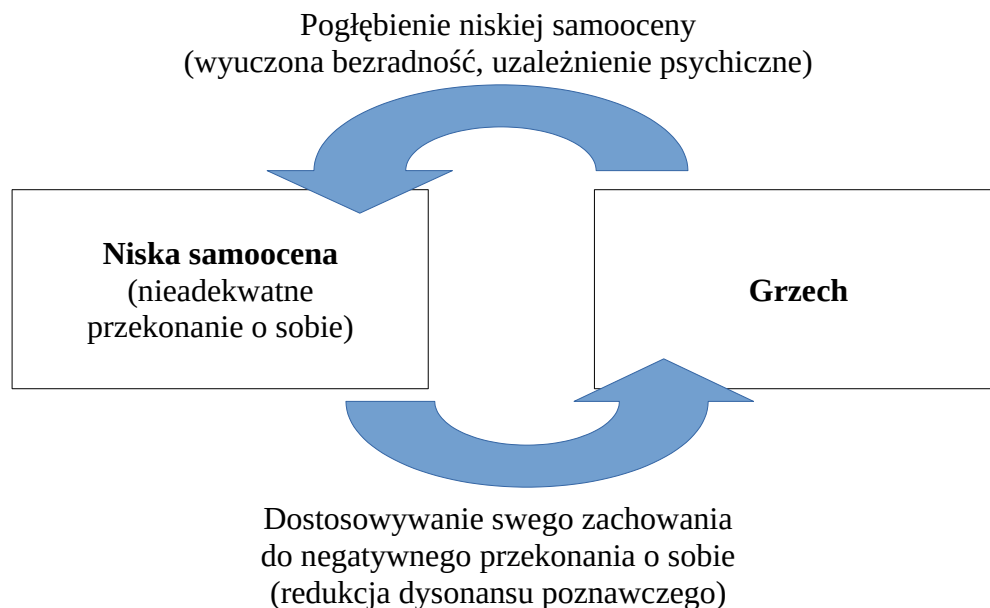 Pogłębienie niskiej samooceny
(wyuczona bezradność, uzależnienie psychiczne)
Niska samoocena
(nieadekwatne
przekonanie o sobie)
Grzech
Dostosowywanie swego zachowania
do negatywnego przekonania o sobie
(redukcja dysonansu poznawczego)